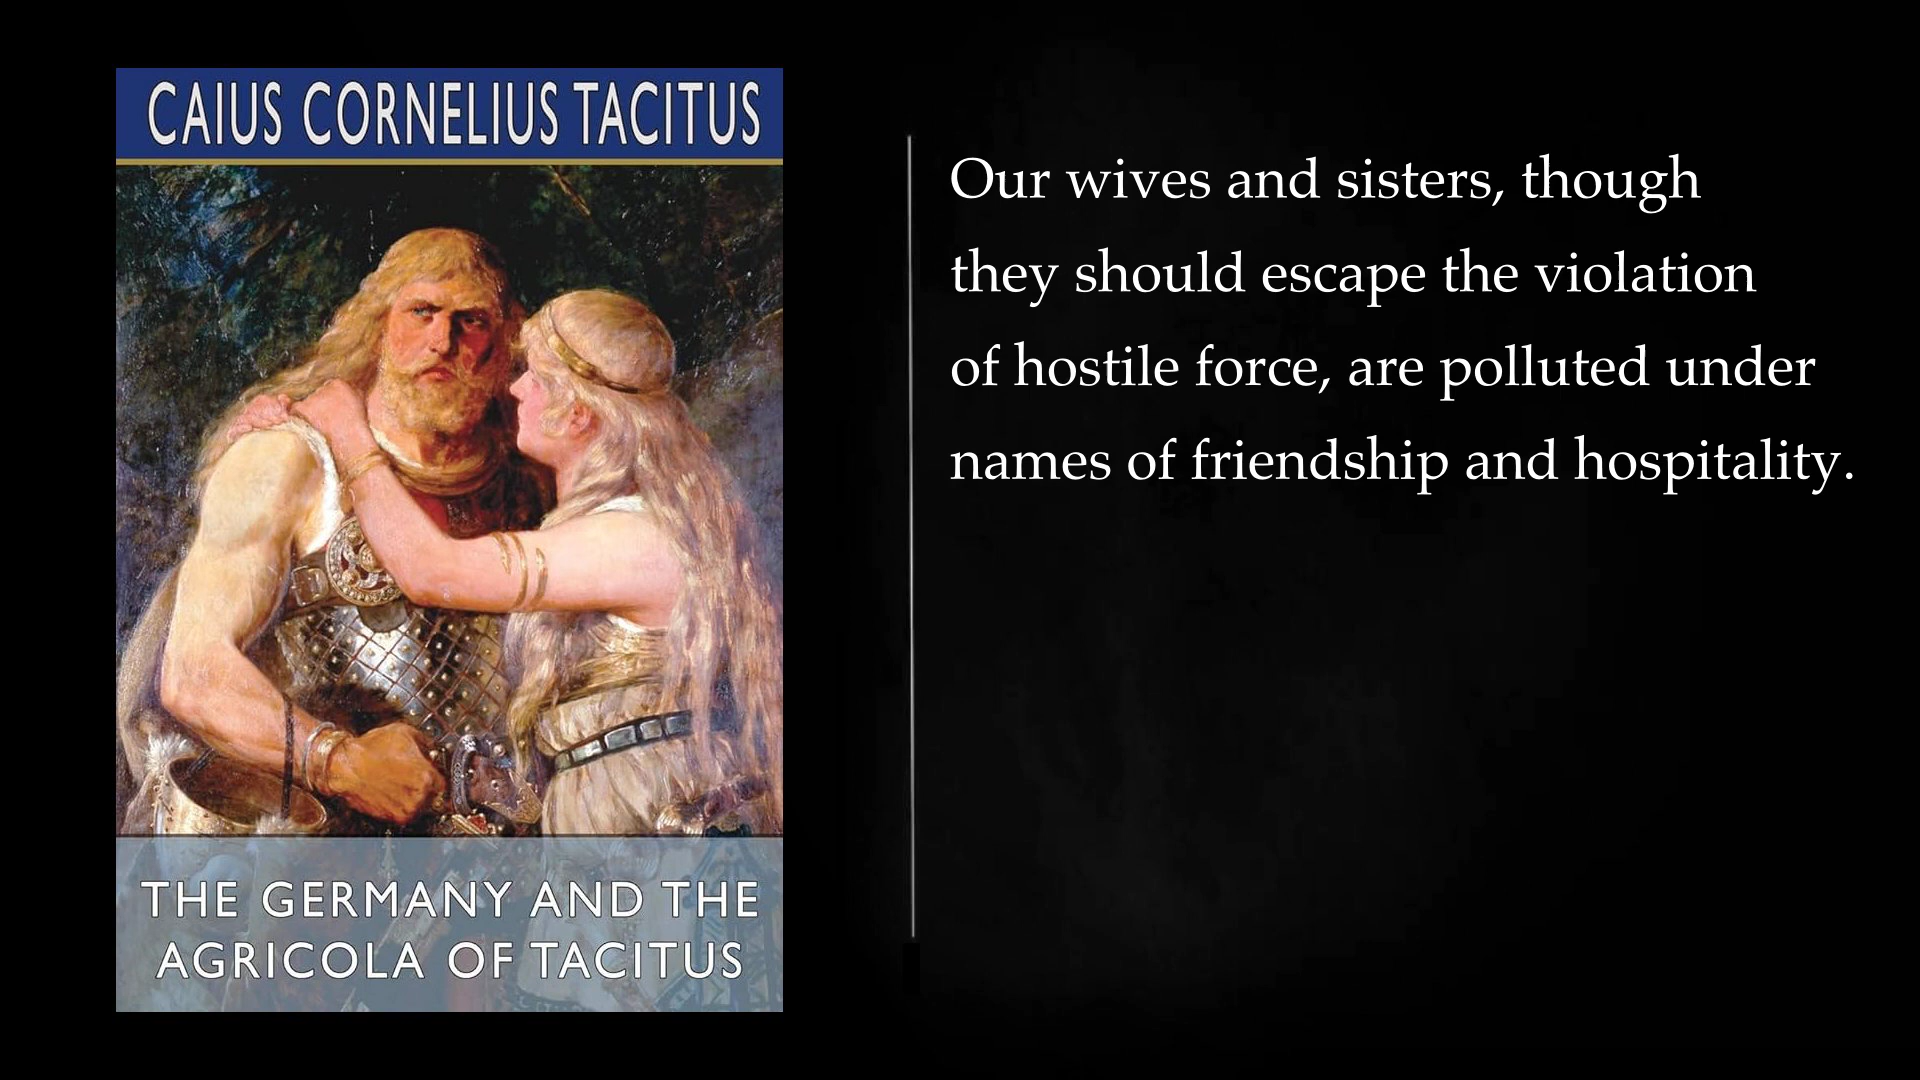 CAIUS CORNELIUS TACITUS
THE GERMANY AND THE
AGRICOLA OF TACITUS
Our wives and sisters, though
they should escape the violation
of hostile force, are polluted under
names of friendship and hospitality.